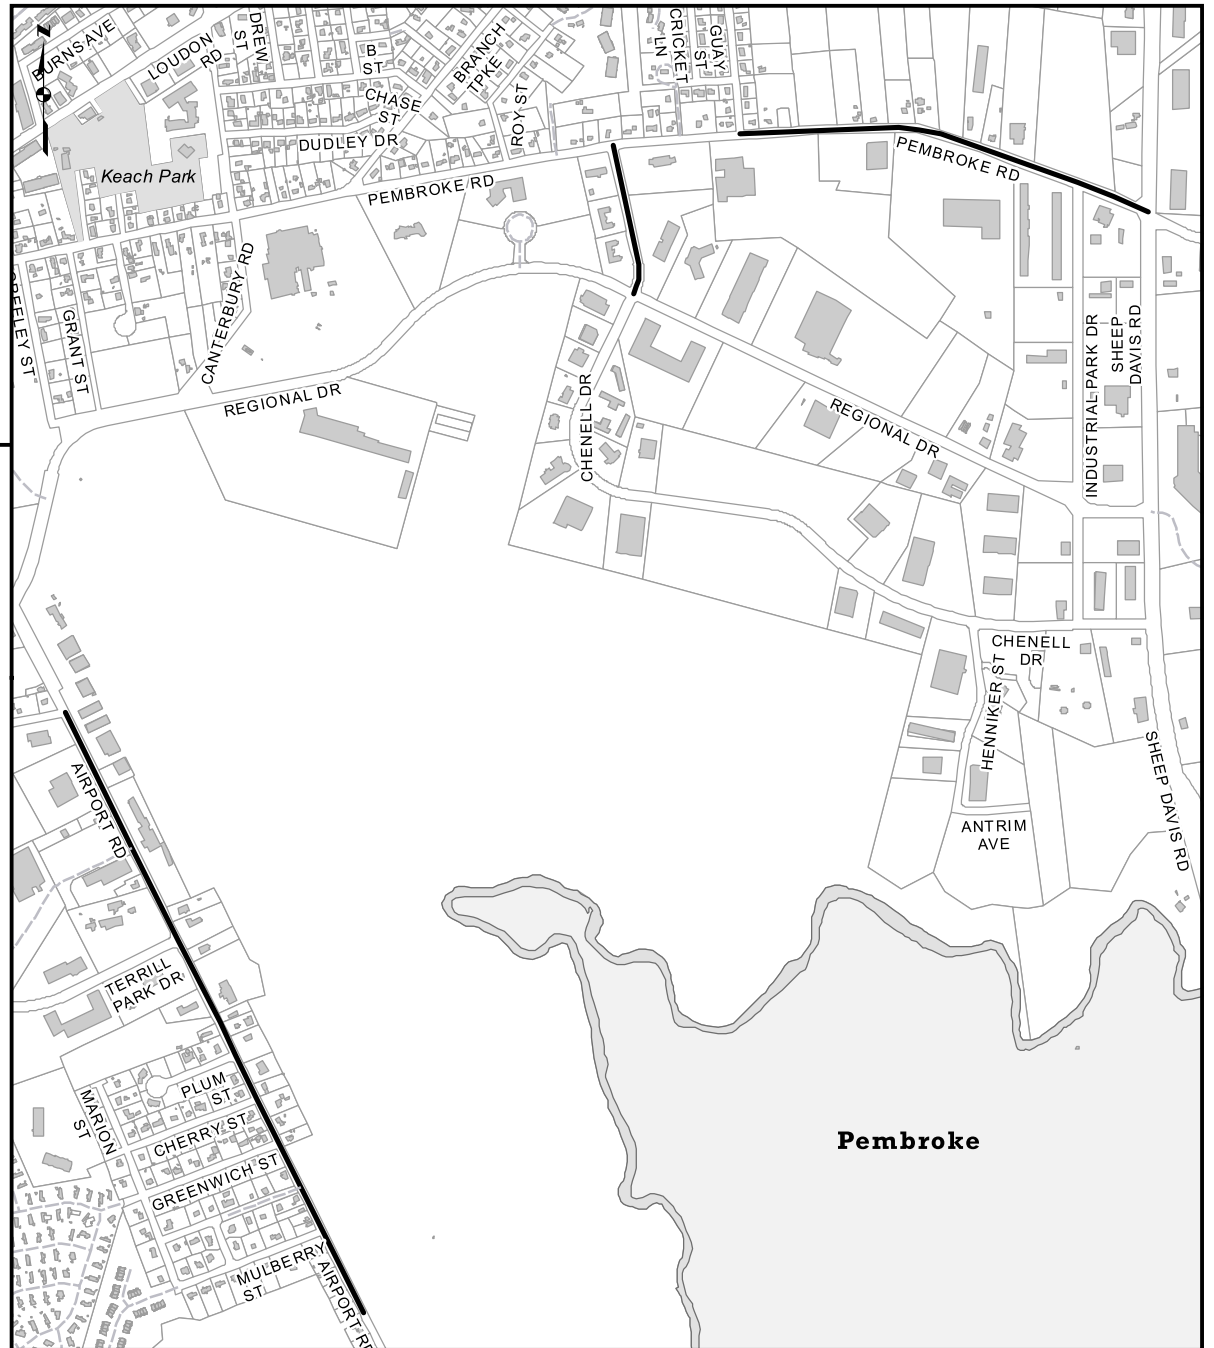 N
BURNS AVE
LOUDON
RD
DREW
ST
B
ST
BRANCH
TPKE
CRICKET
LN
GUAY
ST
CHASE
ST
ROY ST
DUDLEY DR
Keach Park
PEMBROKE RD
PEMBROKE RD
CANTERBURY RD
GREELEY ST
GRANT ST
REGIONAL DR
CHENELL DR
REGIONAL DR
INDUSTRIAL PARK DR
SHEEP
DAVIS RD
CHENELL
DR
HENNIKER ST
SHEEP DAVIS RD
ANTRIM
AVE
AIRPORT RD
TERRILL
PARK DR
PLUM
ST
MARION
ST
CHERRY ST
GREENWICH ST
MULBERRY
ST
AIRPORT RD
Pembroke